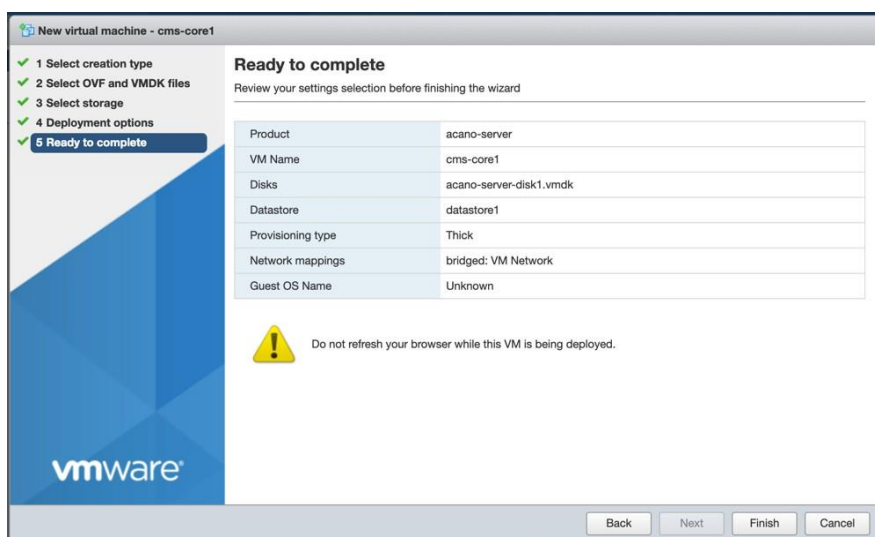 New virtual machine - cms-core1
1 Select creation type
2 Select OVF and VMDK files
3 Select storage
4 Deployment options
5 Ready to complete
Ready to complete
Review your settings selection before finishing the wizard
Product acano-server
VM Name cms-core1
Disks acano-server-disk1.vmdk
Datastore datastore1
Provisioning type Thick
Network mappings bridged: VM Network
Guest OS Name Unknown
Do not refresh your browser while this VM is being deployed.
vmware
Back Next Finish Cancel